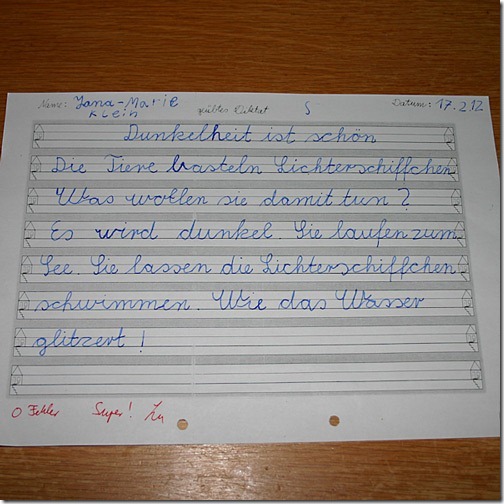 Name: Jana-Marie geübtes Diktat S Datum: 17.2.12
Klein
Dunkelheit ist schön
Die Tiere basteln Lichterschiffchen
Was wollen sie damit tun?
Es wird dunkel. Sie laufen zum
See. Sie lassen die Lichterschiffchen
schwimmen. Wie das Wasser
glitzert!
0 Fehler Super!